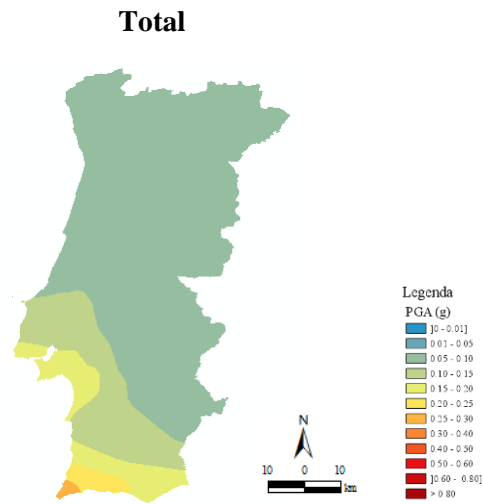 Total
Legenda
PGA (g)
]0 - 0.01]
0.01 - 0.05
0.05 - 0.10
0.10 - 0.15
0.15 - 0.20
0.20 - 0.25
0.25 - 0.30
0.30 - 0.40
0.40 - 0.50
0.50 - 0.60
]0.60 - 0.80]
> 0.80
N
10 0 10
km